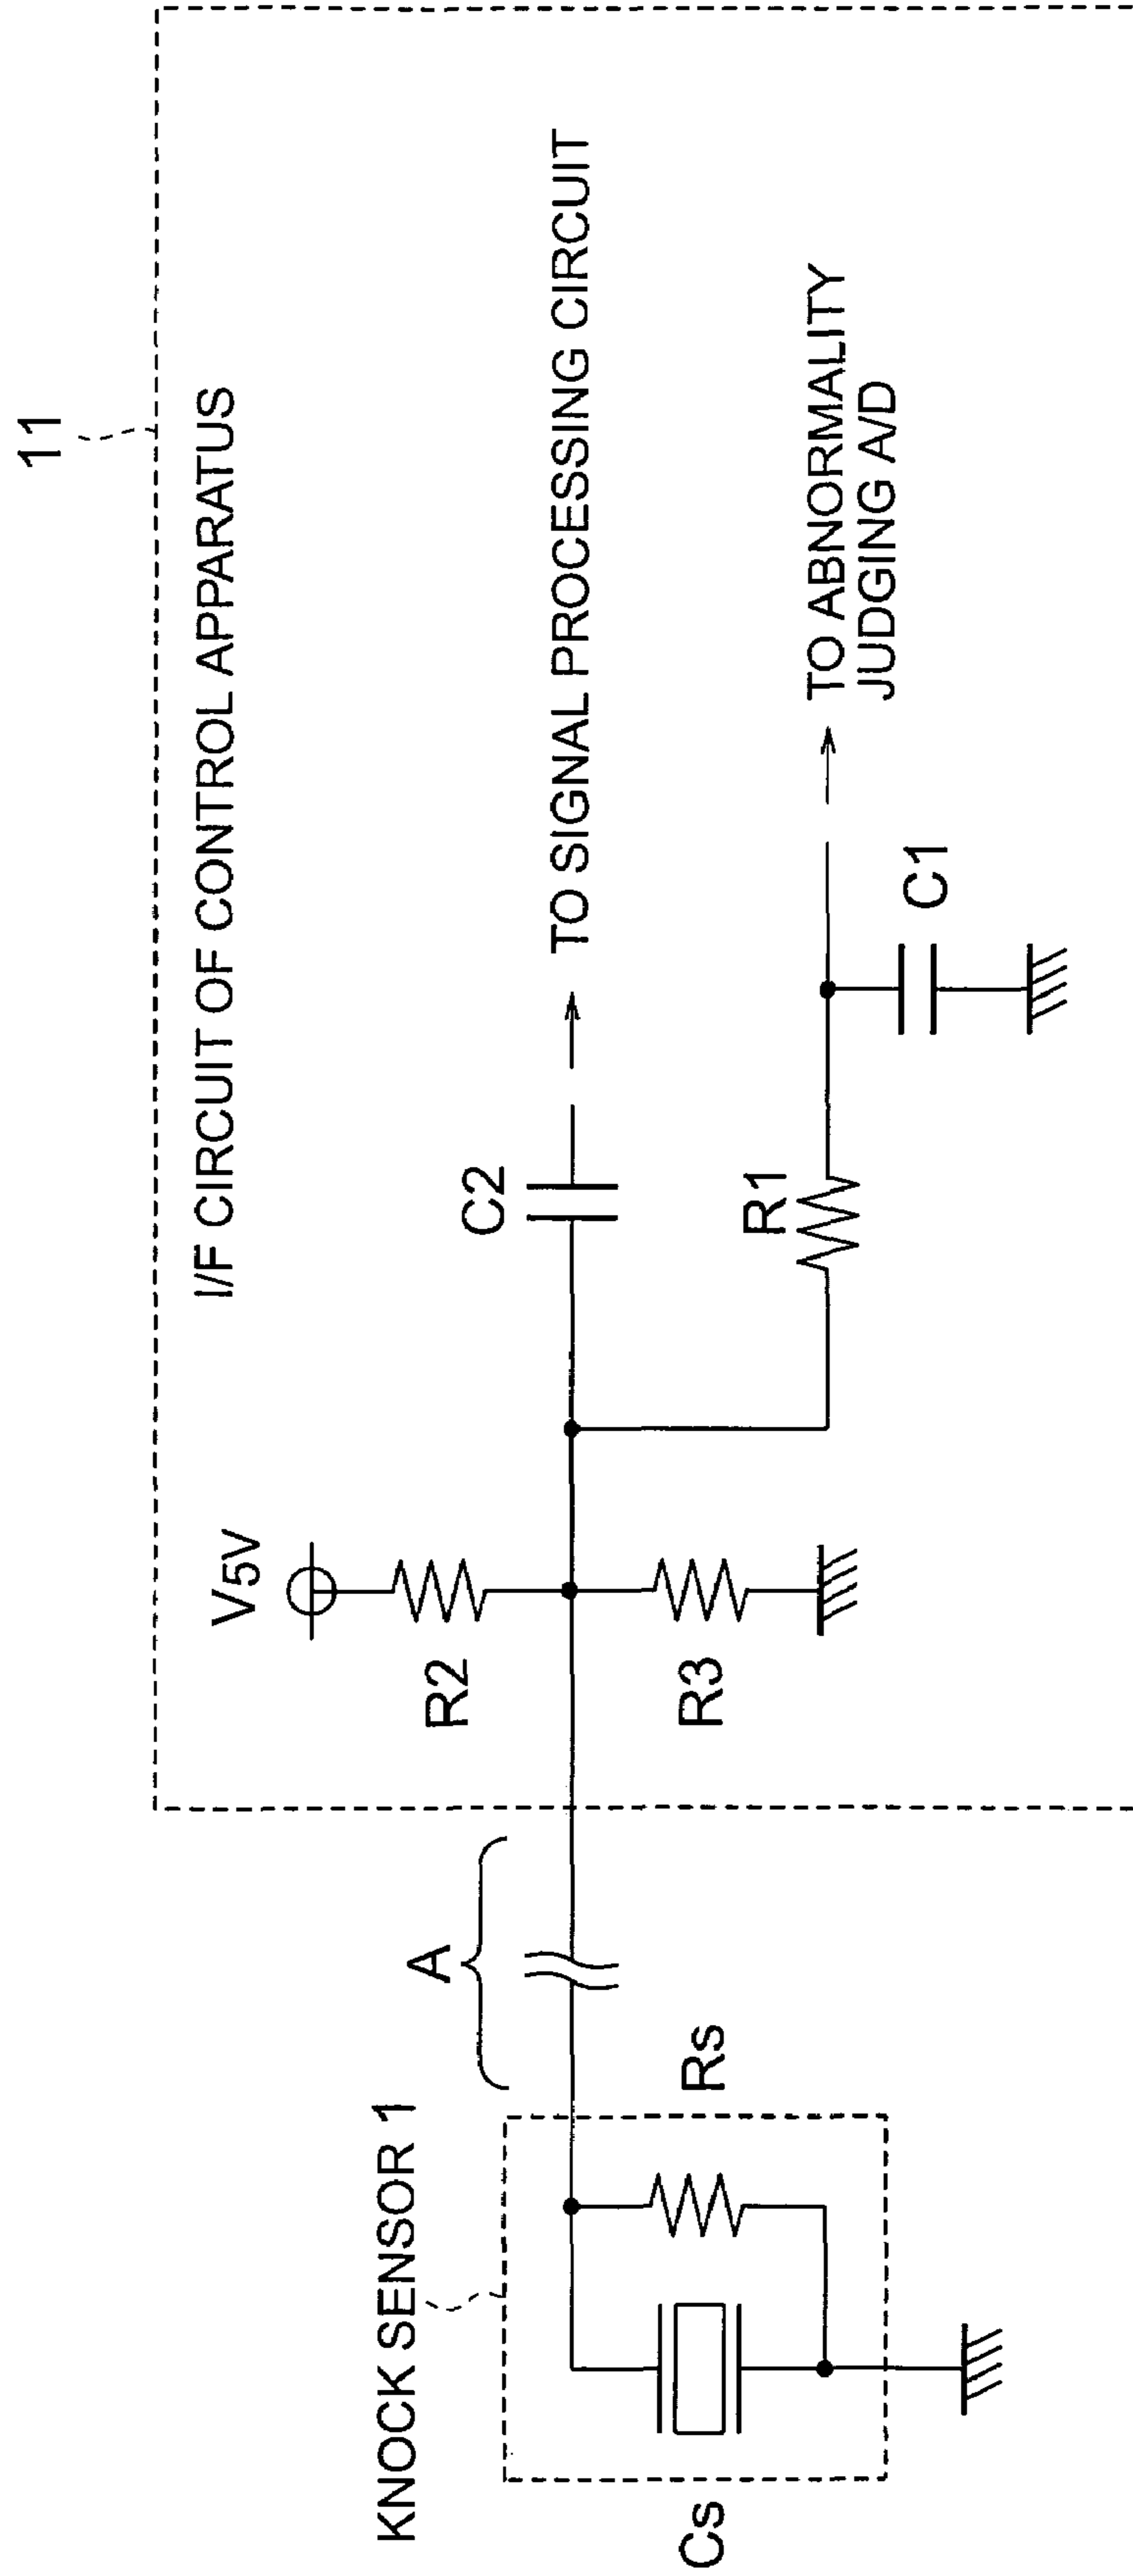 11
I/F CIRCUIT OF CONTROL APPARATUS
V5V
R2
R3
C2
TO SIGNAL PROCESSING CIRCUIT
R1
C1
TO ABNORMALITY
JUDGING A/D
A
KNOCK SENSOR 1
Rs
Cs